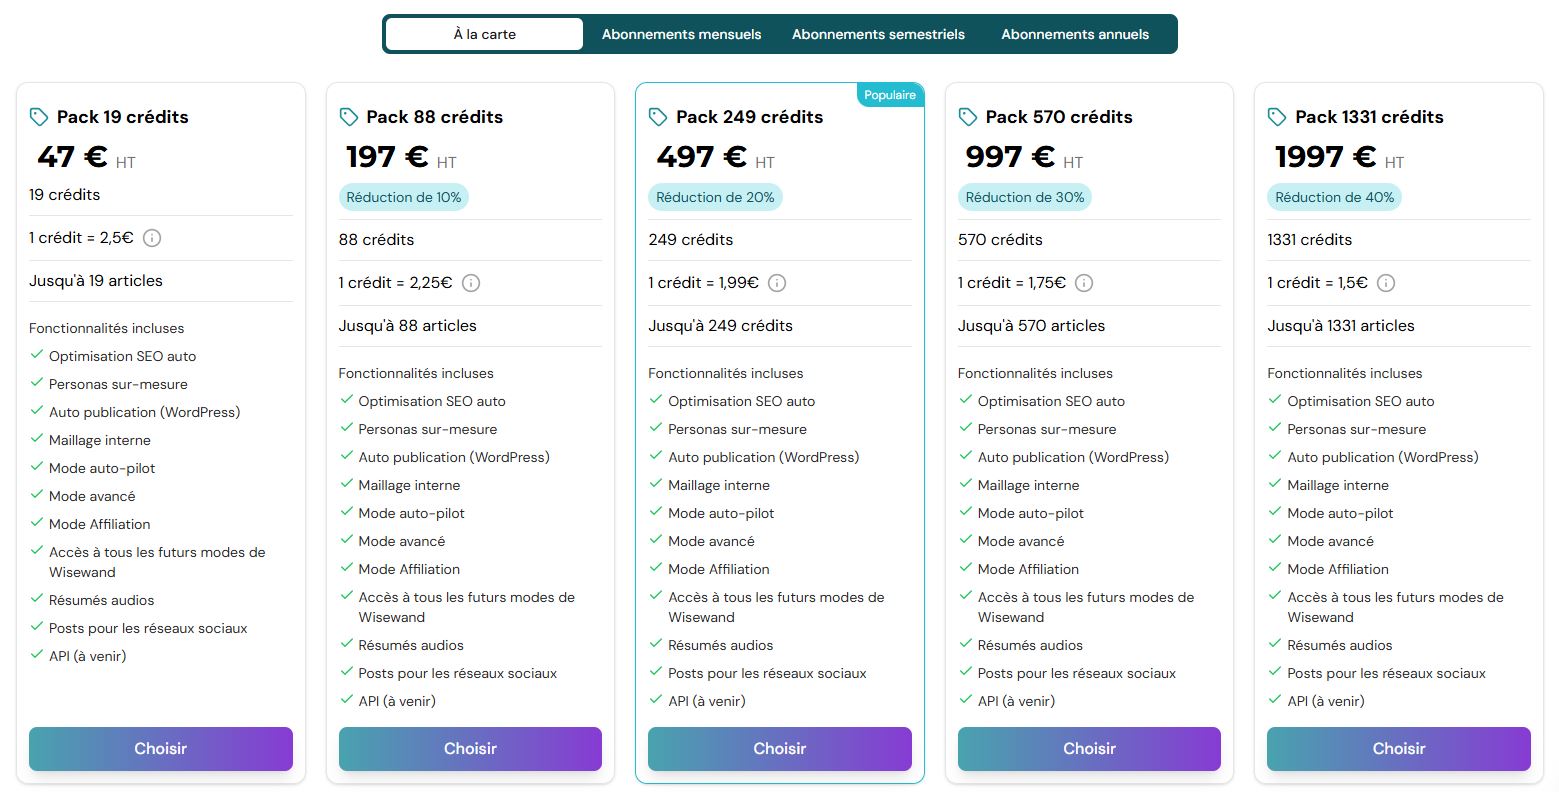 À la carte
Abonnements mensuels
Abonnements semestriels
Abonnements annuels
Pack 19 crédits
47 € HT
19 crédits
1 crédit = 2,5€
Jusqu'à 19 articles
Fonctionnalités incluses
Optimisation SEO auto
Personas sur-mesure
Auto publication (WordPress)
Maillage interne
Mode auto-pilot
Mode avancé
Mode Affiliation
Accès à tous les futurs modes de
Wisewand
Résumés audios
Posts pour les réseaux sociaux
API (à venir)
Choisir
Pack 88 crédits
197 € HT
Réduction de 10%
88 crédits
1 crédit = 2,25€
Jusqu'à 88 articles
Fonctionnalités incluses
Optimisation SEO auto
Personas sur-mesure
Auto publication (WordPress)
Maillage interne
Mode auto-pilot
Mode avancé
Mode Affiliation
Accès à tous les futurs modes de
Wisewand
Résumés audios
Posts pour les réseaux sociaux
API (à venir)
Choisir
Populaire
Pack 249 crédits
497 € HT
Réduction de 20%
249 crédits
1 crédit = 1,99€
Jusqu'à 249 crédits
Fonctionnalités incluses
Optimisation SEO auto
Personas sur-mesure
Auto publication (WordPress)
Maillage interne
Mode auto-pilot
Mode avancé
Mode Affiliation
Accès à tous les futurs modes de
Wisewand
Résumés audios
Posts pour les réseaux sociaux
API (à venir)
Choisir
Pack 570 crédits
997 € HT
Réduction de 30%
570 crédits
1 crédit = 1,75€
Jusqu'à 570 articles
Fonctionnalités incluses
Optimisation SEO auto
Personas sur-mesure
Auto publication (WordPress)
Maillage interne
Mode auto-pilot
Mode avancé
Mode Affiliation
Accès à tous les futurs modes de
Wisewand
Résumés audios
Posts pour les réseaux sociaux
API (à venir)
Choisir
Pack 1331 crédits
1997 € HT
Réduction de 40%
1331 crédits
1 crédit = 1,5€
Jusqu'à 1331 articles
Fonctionnalités incluses
Optimisation SEO auto
Personas sur-mesure
Auto publication (WordPress)
Maillage interne
Mode auto-pilot
Mode avancé
Mode Affiliation
Accès à tous les futurs modes de
Wisewand
Résumés audios
Posts pour les réseaux sociaux
API (à venir)
Choisir